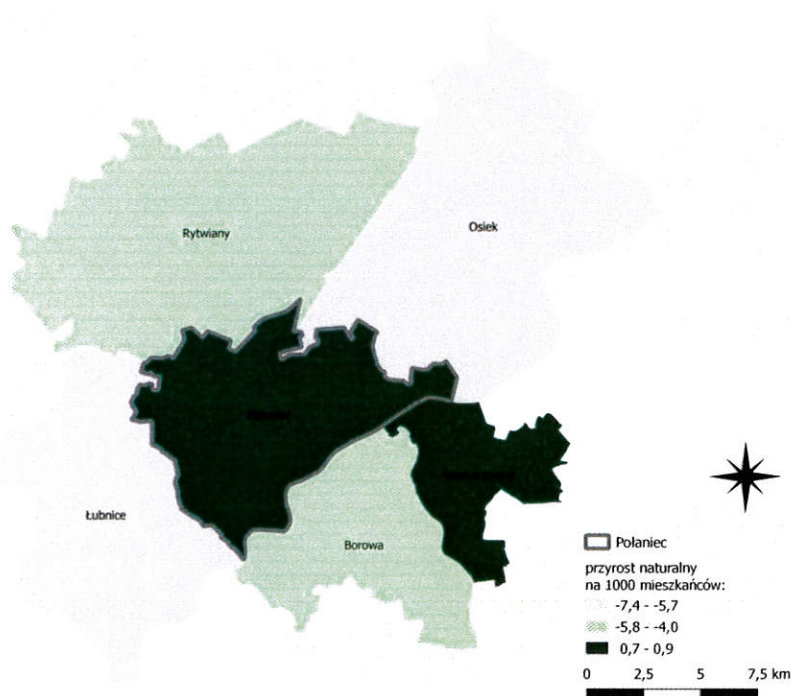 Rytwiany
Osiek
Łubnice
Borowa
Połaniec
przyrost naturalny
na 1000 mieszkańców:
-7,4 - -5,7
-5,8 - -4,0
0,7 - 0,9
0 2,5 5 7,5 km